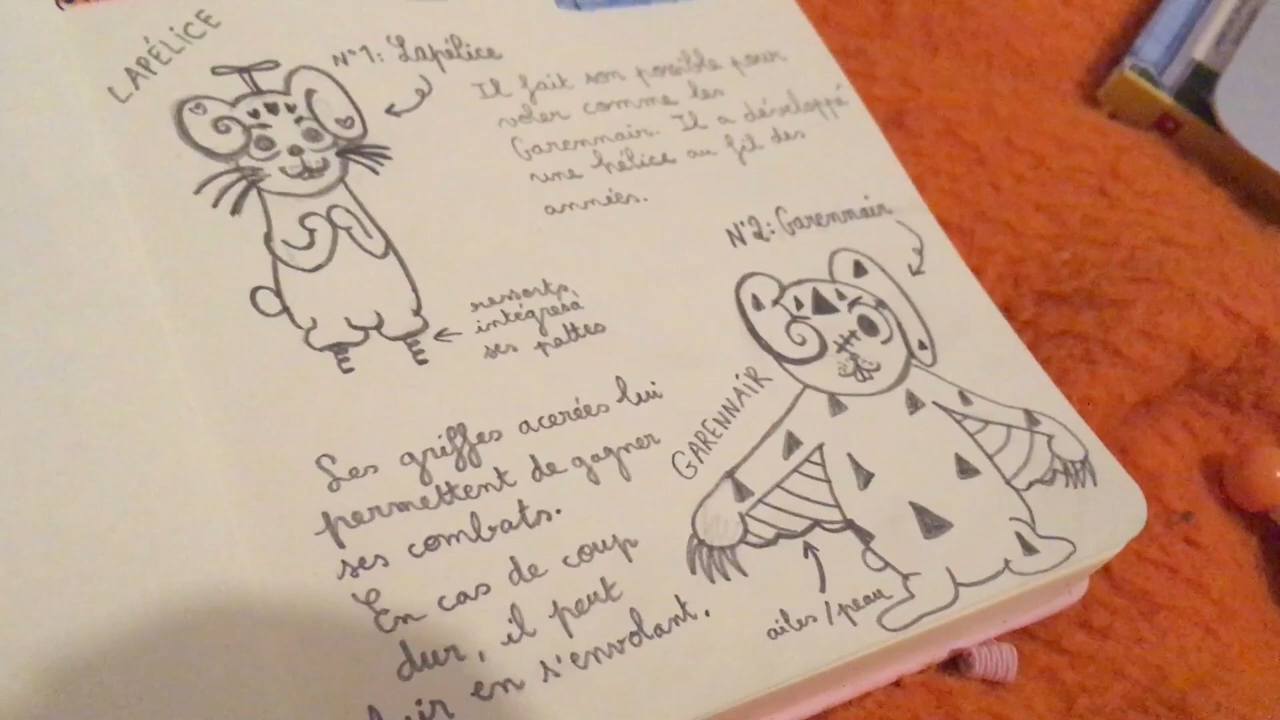 LAPÉLICE
N°1: Lapélice
Il fait son possible pour
voler comme les
Garennair. Il a développé
une hélice au fil des
années.
ressorts
intégrés à
ses pattes
N°2: Garennair
GARENNAIR
Ses griffes acerées lui
permettent de gagner
ses combats.
En cas de coup
dur, il peut
fuir en s'envolant.
ailes/peau